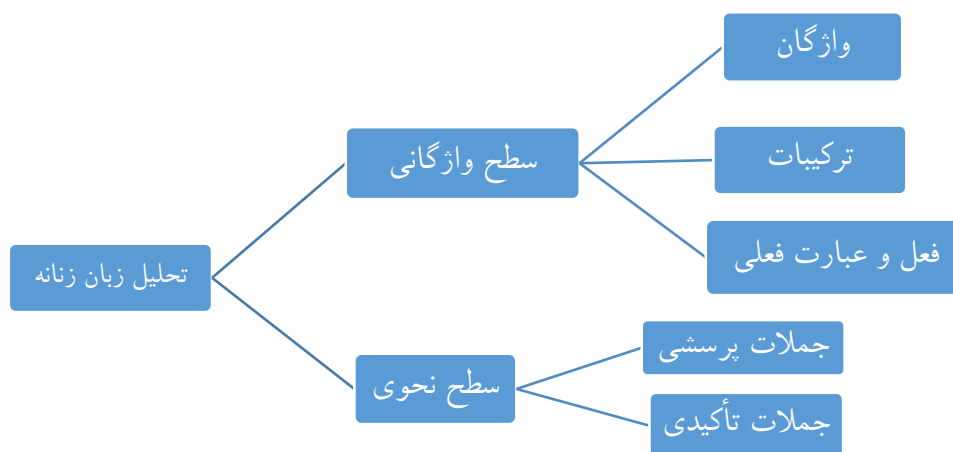 واژگان
سطح واژگانی
ترکیبات
فعل و عبارت فعلی
تحلیل زبان زنانه
جملات پرسشی
سطح نحوی
جملات تأکیدی